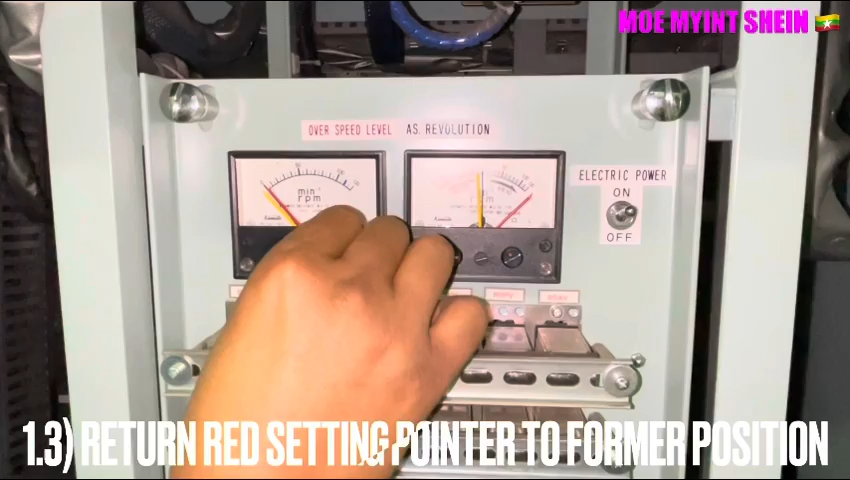 MOE MYINT SHEIN 🇲🇲
OVER SPEED LEVEL AS. REVOLUTION
min⁻¹
rpm
rpm
ELECTRIC POWER
ON
OFF
1.3) RETURN RED SETTING POINTER TO FORMER POSITION